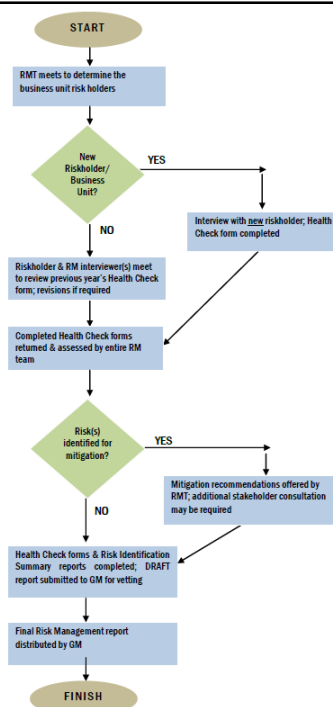 START
RMT meets to determine the
business unit risk holders
New
Riskholder/
Business
Unit?
YES
NO
Interview with new riskholder; Health
Check form completed
Riskholder & RM interviewer(s) meet
to review previous year's Health Check
form; revisions if required
Completed Health Check forms
returned & assessed by entire RM
team
Risk(s)
identified for
mitigation?
YES
NO
Mitigation recommendations offered
by RMT; additional stakeholder consultation
may be required
Health Check forms & Risk Identification
Summary reports completed; DRAFT
report submitted to GM for vetting
Final Risk Management report
distributed by GM
FINISH